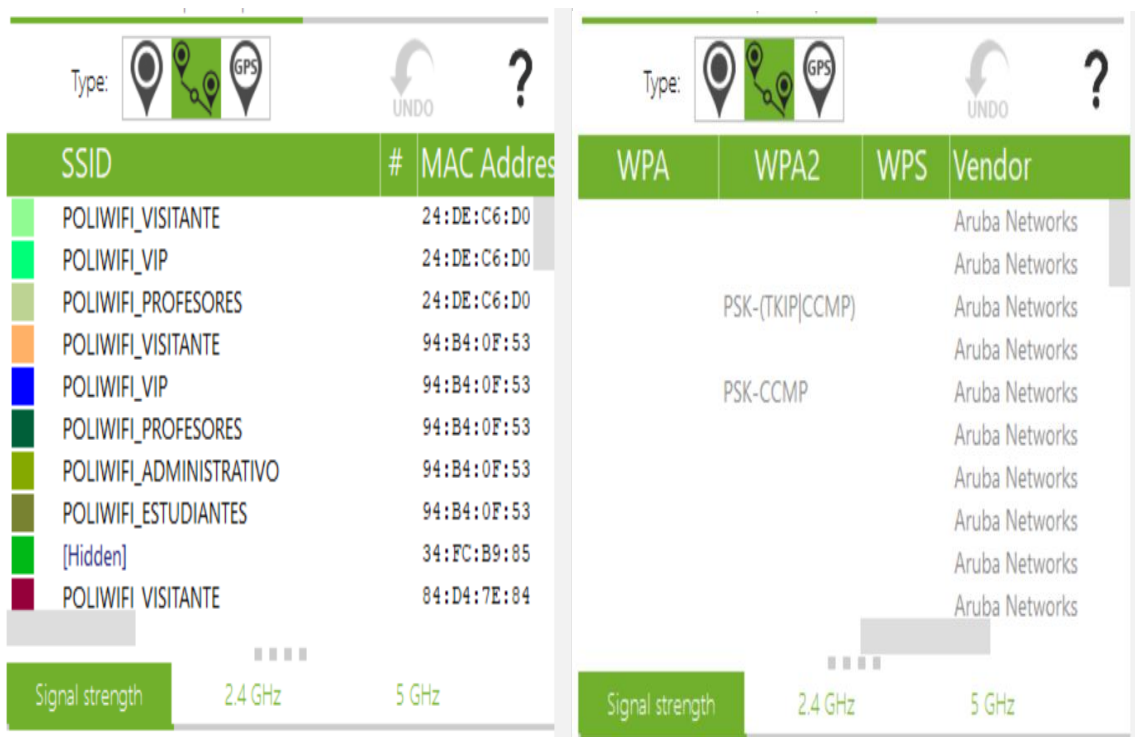 Type: GPS UNDO ?
SSID # MAC Addres
POLIWIFI_VISITANTE 24:DE:C6:D0
POLIWIFI_VIP 24:DE:C6:D0
POLIWIFI_PROFESORES 24:DE:C6:D0
POLIWIFI_VISITANTE 94:B4:0F:53
POLIWIFI_VIP 94:B4:0F:53
POLIWIFI_PROFESORES 94:B4:0F:53
POLIWIFI_ADMINISTRATIVO 94:B4:0F:53
POLIWIFI_ESTUDIANTES 94:B4:0F:53
[Hidden] 34:FC:B9:85
POLIWIFI_VISITANTE 84:D4:7E:84
Signal strength 2.4 GHz 5 GHz
Type: GPS UNDO ?
WPA WPA2 WPS Vendor
Aruba Networks
Aruba Networks
PSK-(TKIP|CCMP) Aruba Networks
Aruba Networks
PSK-CCMP Aruba Networks
Aruba Networks
Aruba Networks
Aruba Networks
Aruba Networks
Aruba Networks
Signal strength 2.4 GHz 5 GHz